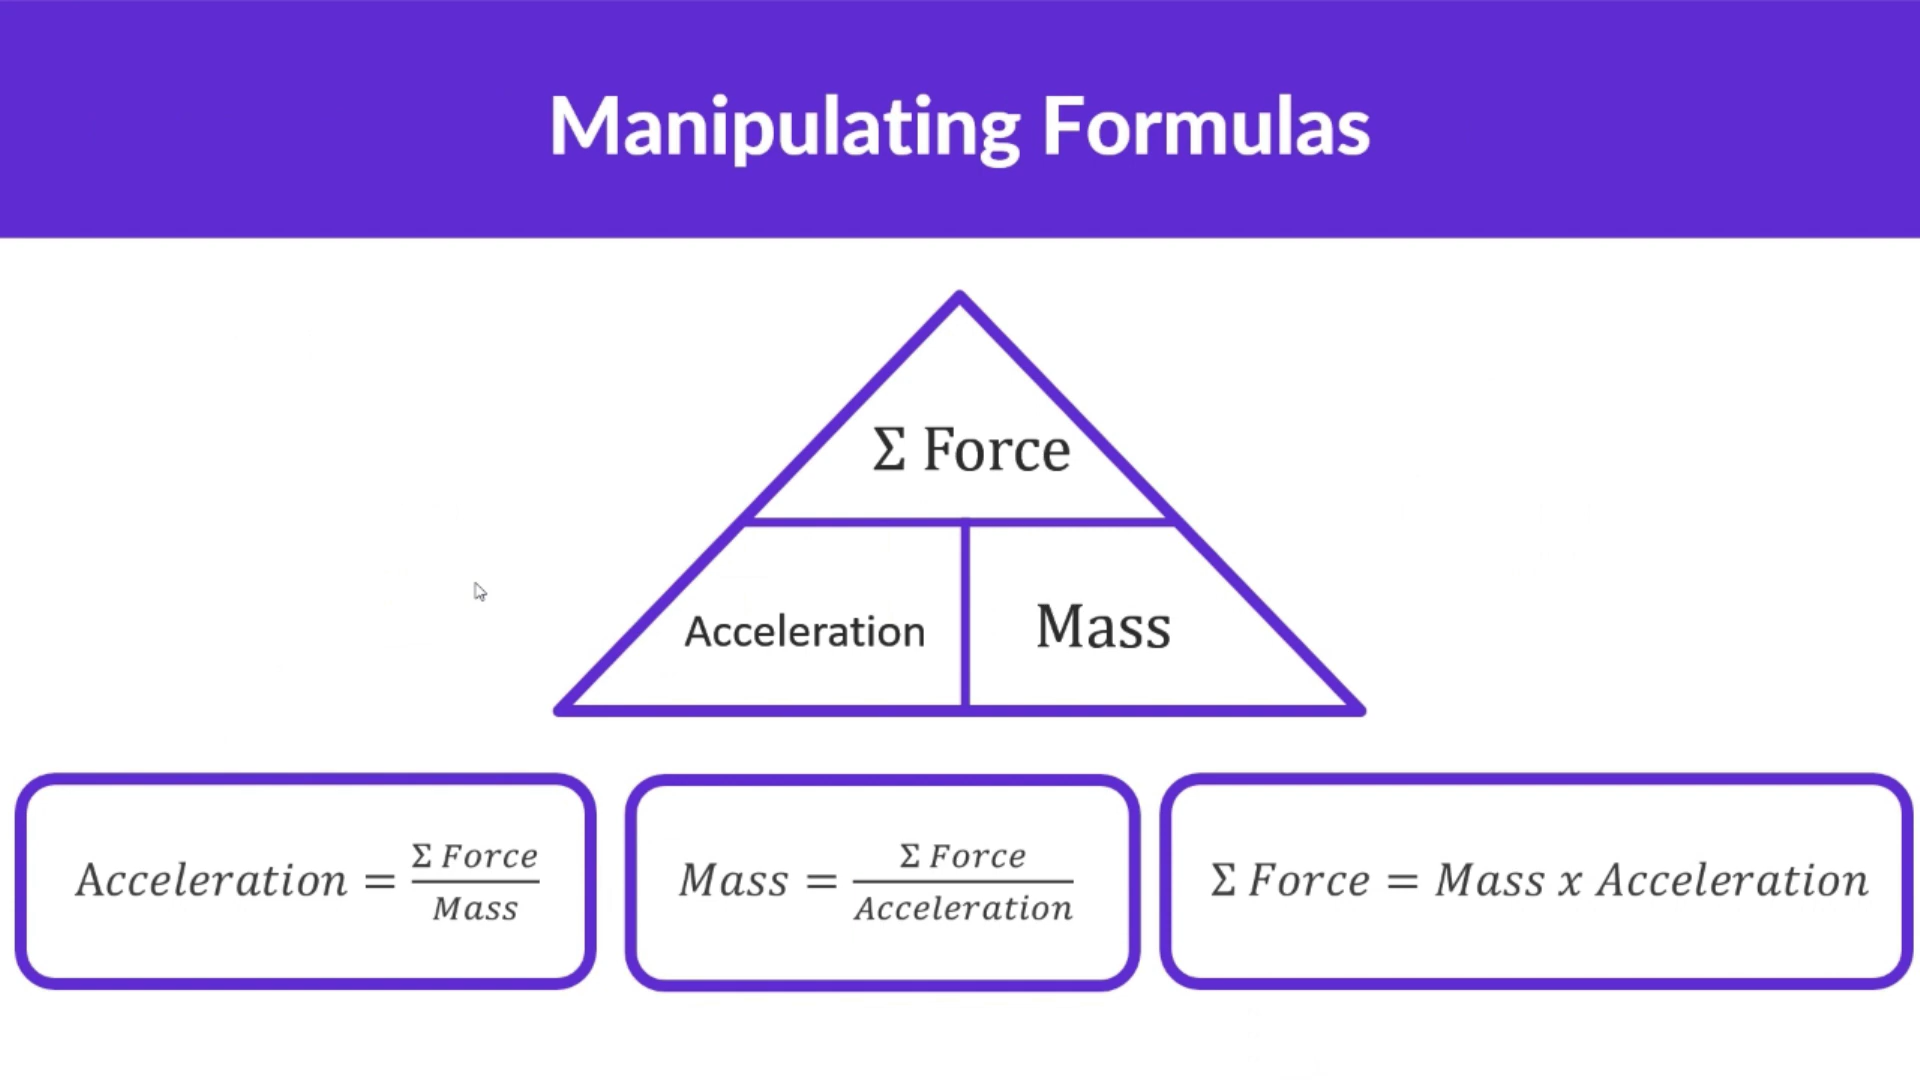 Manipulating Formulas
Σ Force
Acceleration
Mass
Acceleration = Σ Force / Mass
Mass = Σ Force / Acceleration
Σ Force = Mass x Acceleration